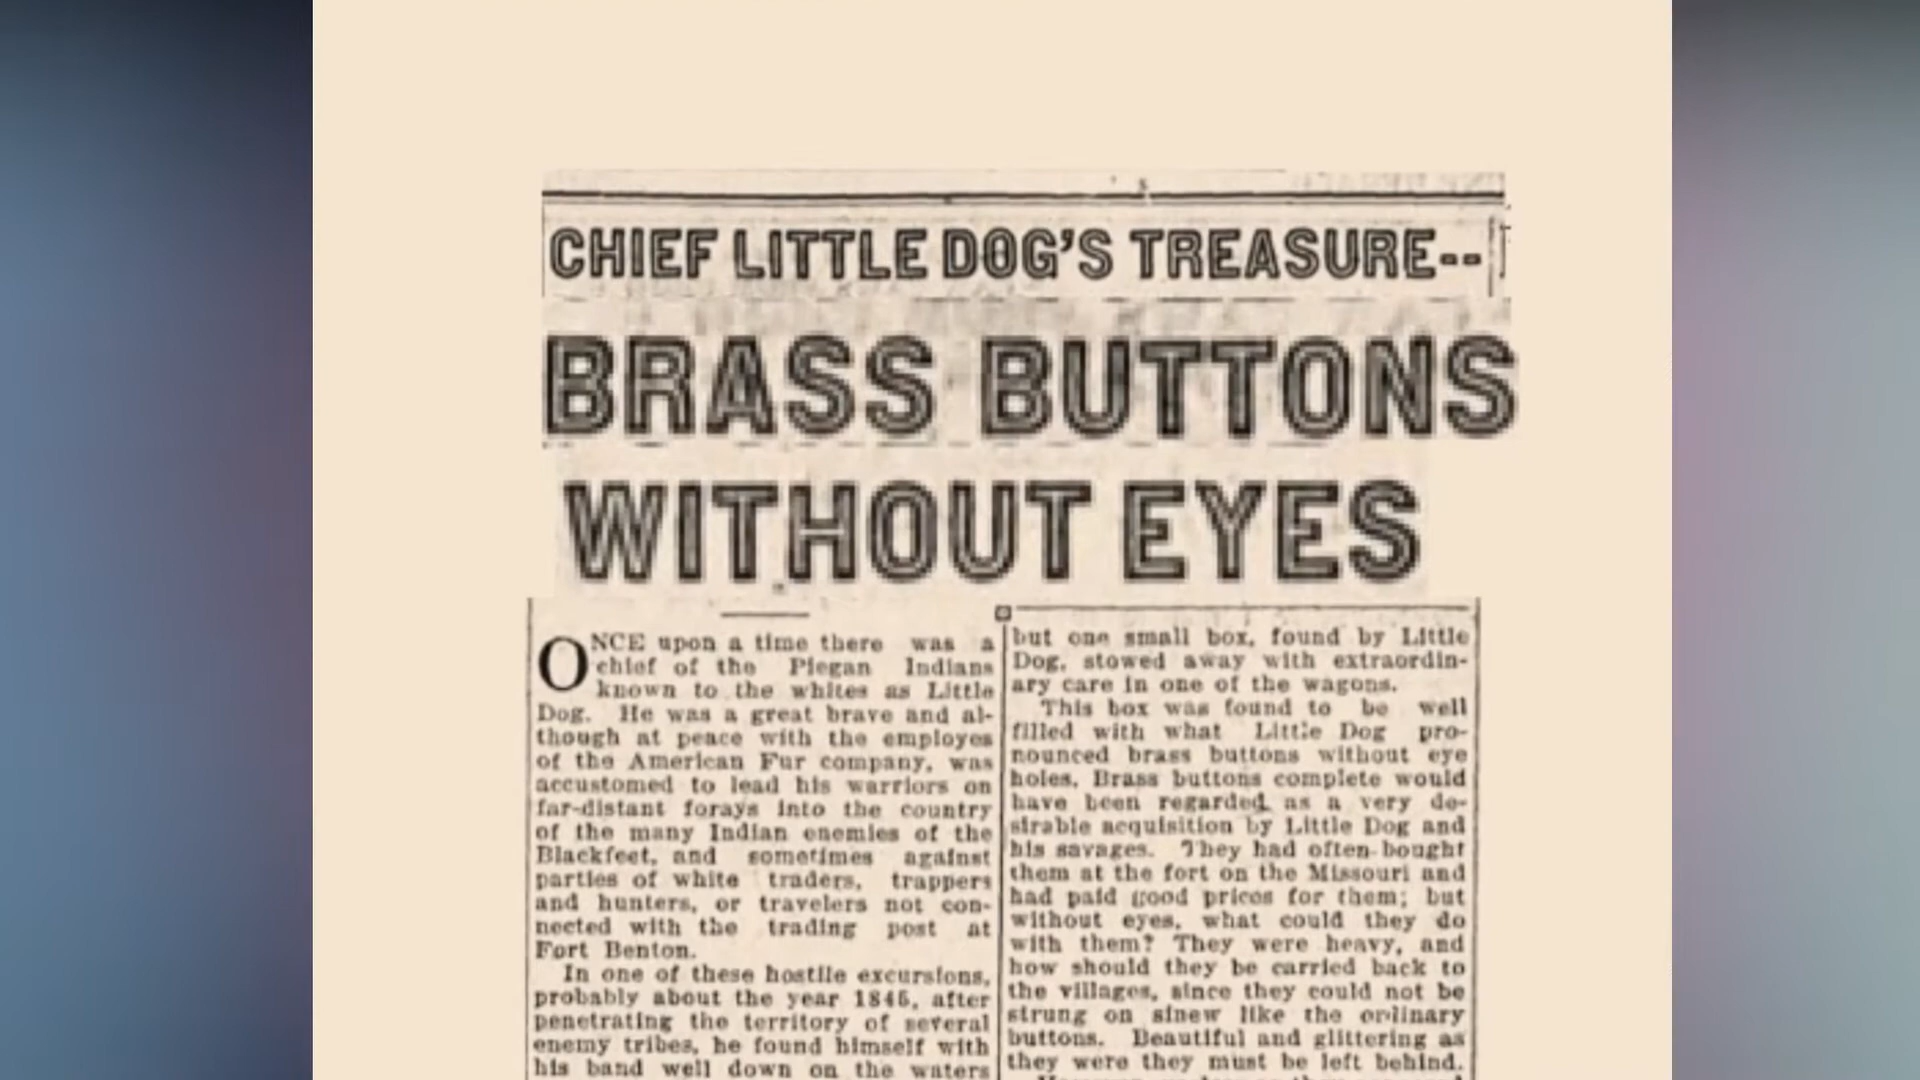 CHIEF LITTLE DOG'S TREASURE--
BRASS BUTTONS
WITHOUT EYES
ONCE upon a time there was a
chief of the Piegan Indians
known to the whites as Little
Dog. He was a great brave and al-
though at peace with the employes
of the American Fur company, was
accustomed to lead his warriors on
far-distant forays into the country
of the many Indian enemies of the
Blackfeet, and sometimes against
parties of white traders, trappers
and hunters, or travelers not con-
nected with the trading post at
Fort Benton.
In one of these hostile excursions,
probably about the year 1845, after
penetrating the territory of several
enemy tribes, he found himself with
his band well down on the waters
but one small box, found by Little
Dog, stowed away with extraordin-
ary care in one of the wagons.
This box was found to be well
filled with what Little Dog pro-
nounced brass buttons without eye
holes. Brass buttons complete would
have been regarded as a very de-
sirable acquisition by Little Dog and
his savages. They had often bought
them at the fort on the Missouri and
had paid good prices for them; but
without eyes, what could they do
with them? They were heavy, and
how should they be carried back to
the villages, since they could not be
strung on sinew like the ordinary
buttons. Beautiful and glittering as
they were they must be left behind.